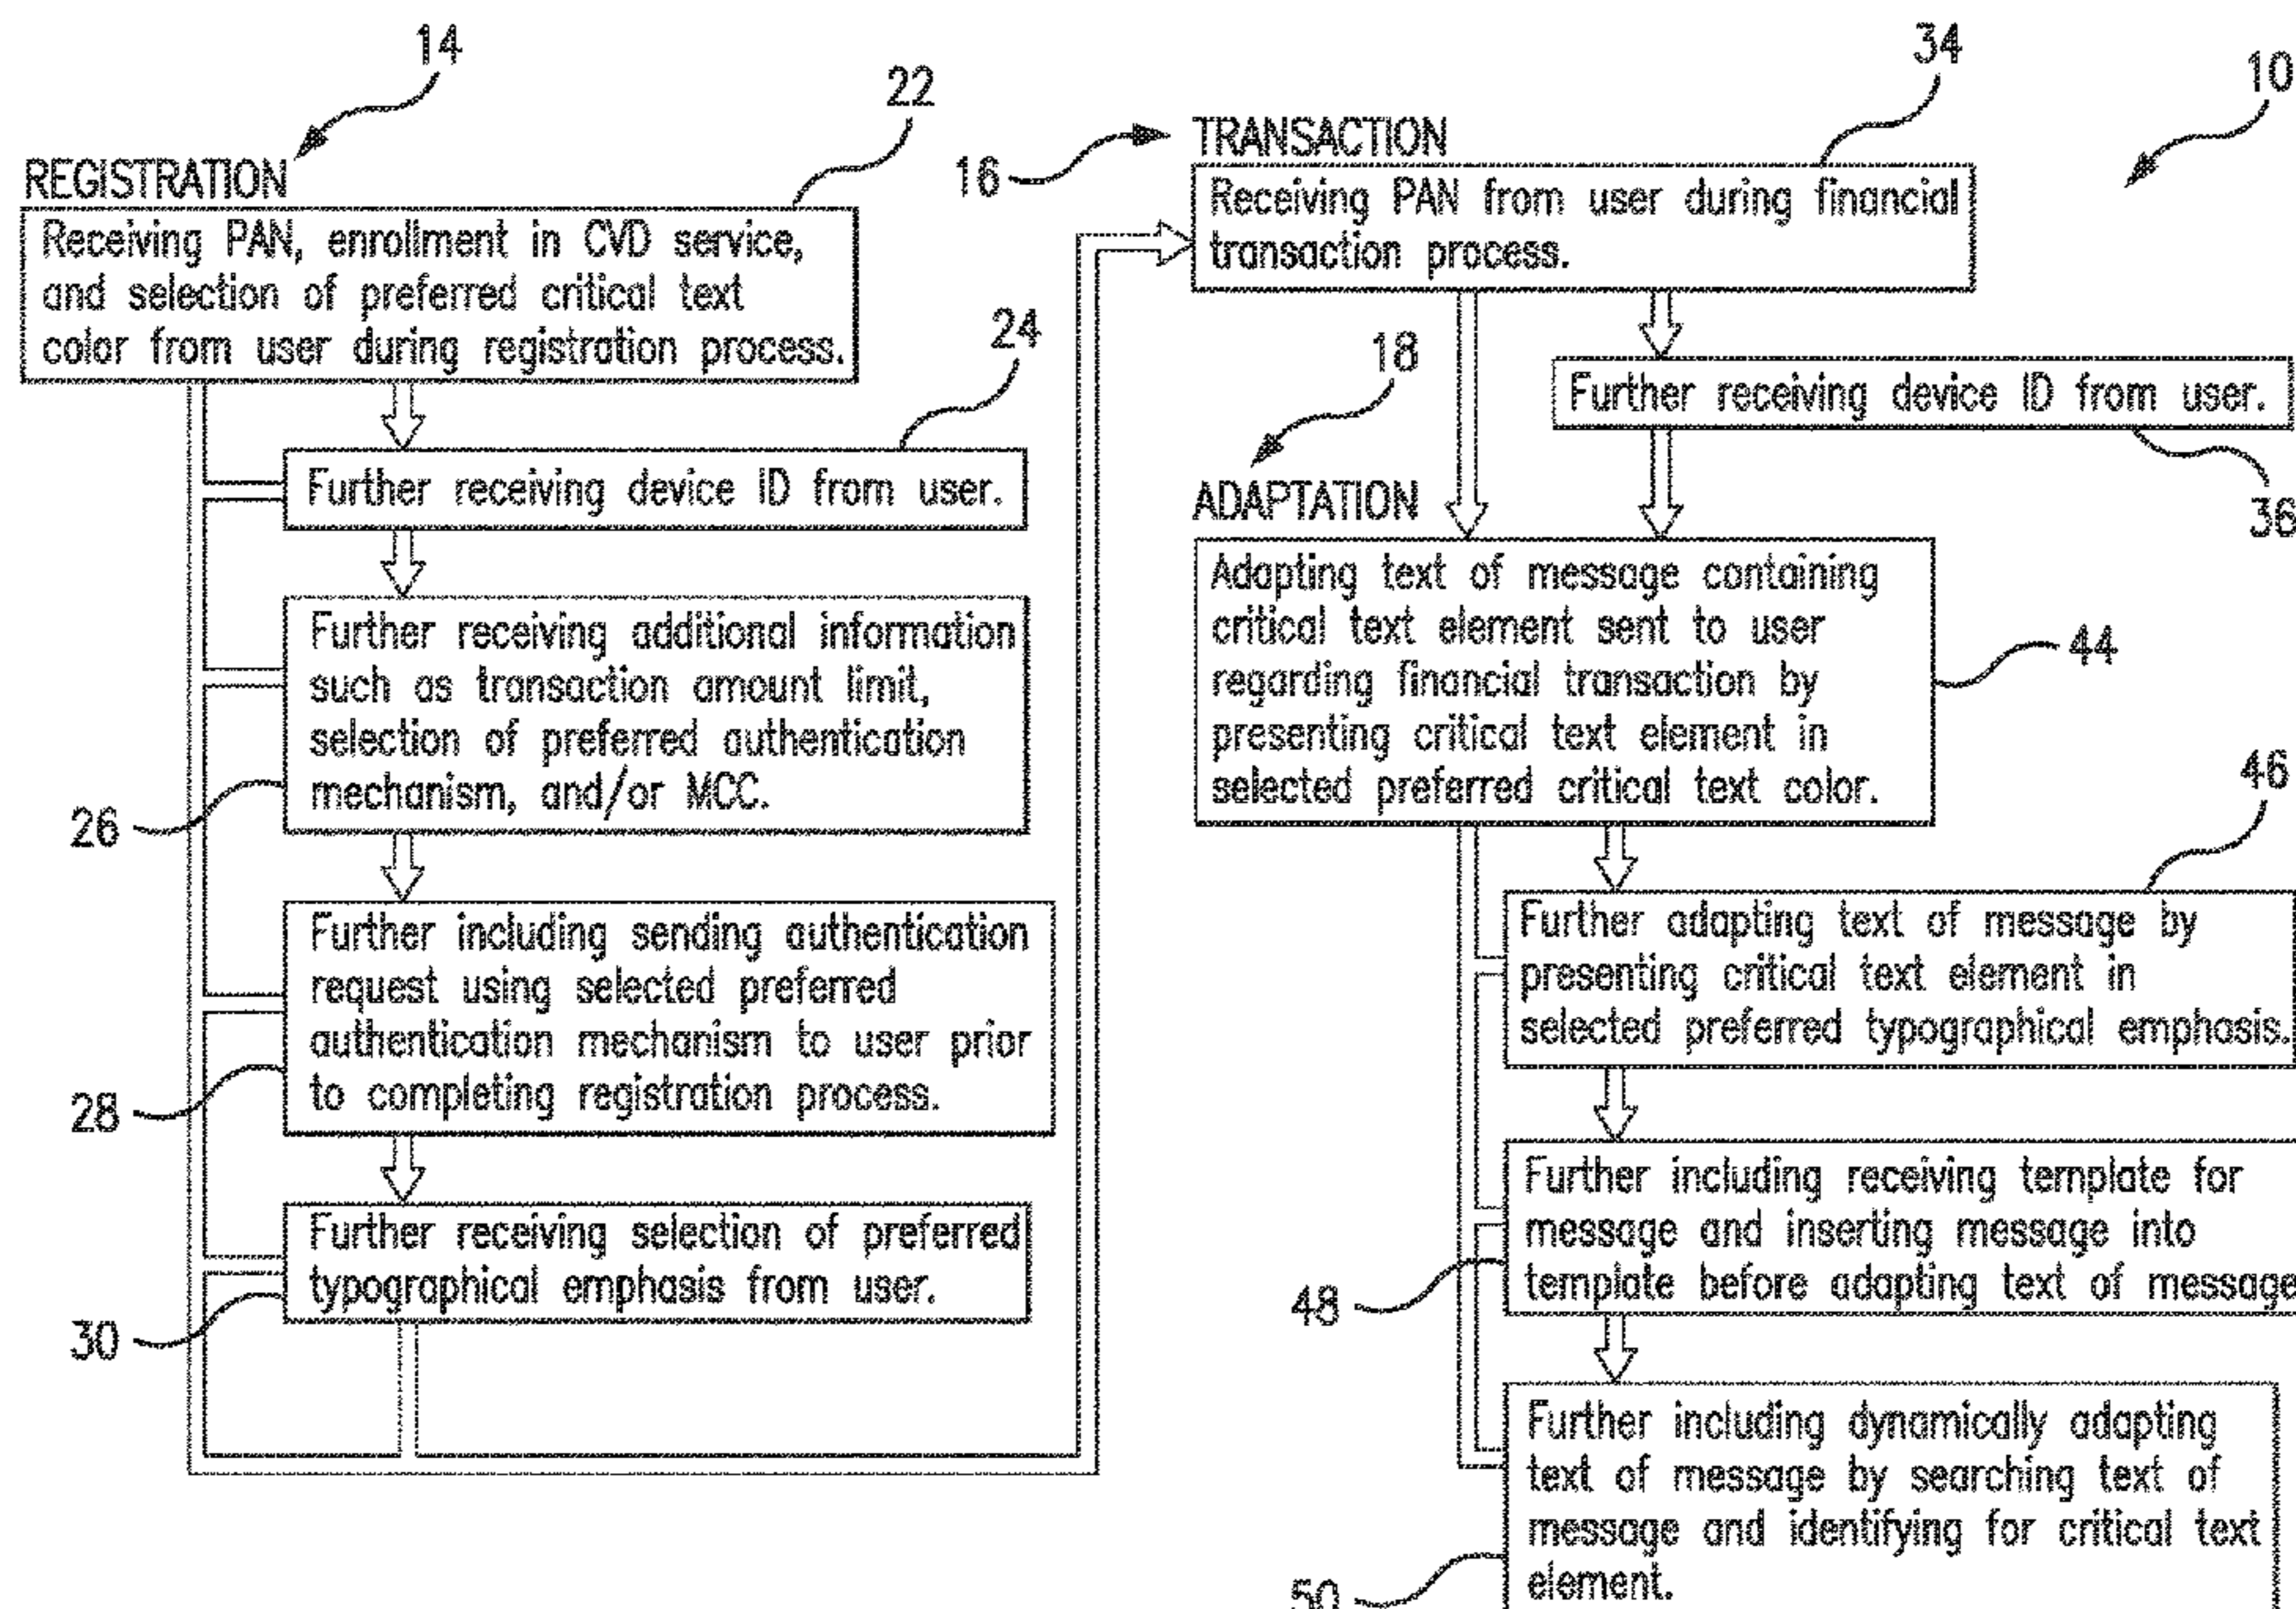 14
22
REGISTRATION
Receiving PAN, enrollment in CVD service,
and selection of preferred critical text
color from user during registration process.
24
Further receiving device ID from user.
Further receiving additional information
such as transaction amount limit,
selection of preferred authentication
mechanism, and/or MCC.
26
Further including sending authentication
request using selected preferred
authentication mechanism to user prior
to completing registration process.
28
Further receiving selection of preferred
typographical emphasis from user.
30
34
10
16
TRANSACTION
Receiving PAN from user during financial
transaction process.
18
Further receiving device ID from user.
36
ADAPTATION
Adapting text of message containing
critical text element sent to user
regarding financial transaction by
presenting critical text element in
selected preferred critical text color.
44
46
Further adapting text of message by
presenting critical text element in
selected preferred typographical emphasis.
Further including receiving template for
message and inserting message into
template before adapting text of message
48
Further including dynamically adapting
text of message by searching text of
message and identifying for critical text
element.
50